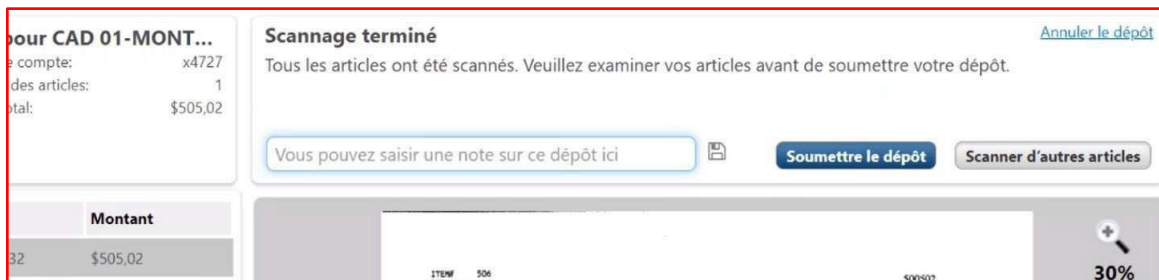 pour CAD 01-MONT...
compte: x4727
des articles: 1
$505,02
Scannage terminé
Annuler le dépôt
Tous les articles ont été scannés. Veuillez examiner vos articles avant de soumettre votre dépôt.
Vous pouvez saisir une note sur ce dépôt ici
Soumettre le dépôt
Scanner d'autres articles
Montant
32 $505,02
ITEM# 506
500502
30%